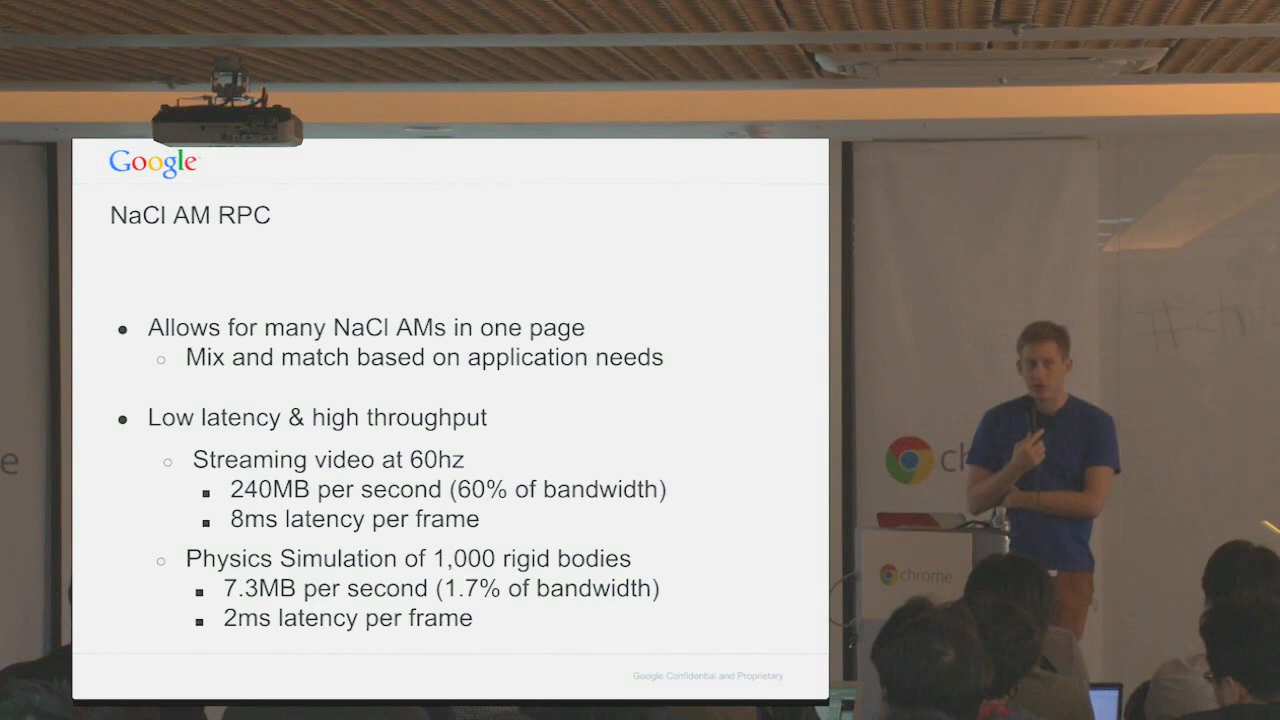 Google
NaCl AM RPC
● Allows for many NaCl AMs in one page
○ Mix and match based on application needs
● Low latency & high throughput
○ Streaming video at 60hz
■ 240MB per second (60% of bandwidth)
■ 8ms latency per frame
○ Physics Simulation of 1,000 rigid bodies
■ 7.3MB per second (1.7% of bandwidth)
■ 2ms latency per frame
Google Confidential and Proprietary
e
ch
chrome